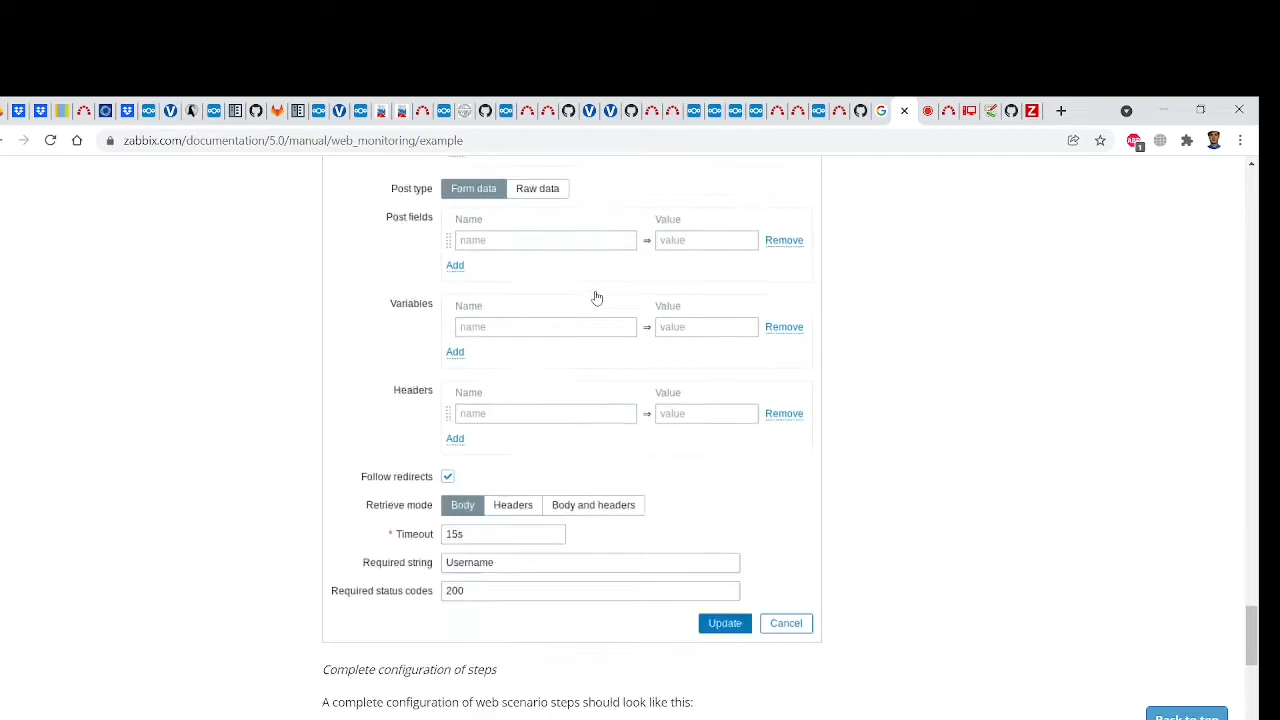 zabbix.com/documentation/5.0/manual/web_monitoring/example
ABP
1
Post type Form data Raw data
Post fields Name Value
name ⇒ value Remove
Add
Variables Name Value
name ⇒ value Remove
Add
Headers Name Value
name ⇒ value Remove
Add
Follow redirects
Retrieve mode Body Headers Body and headers
* Timeout 15s
Required string Username
Required status codes 200
Update Cancel
Complete configuration of steps
A complete configuration of web scenario steps should look like this:
Back to top